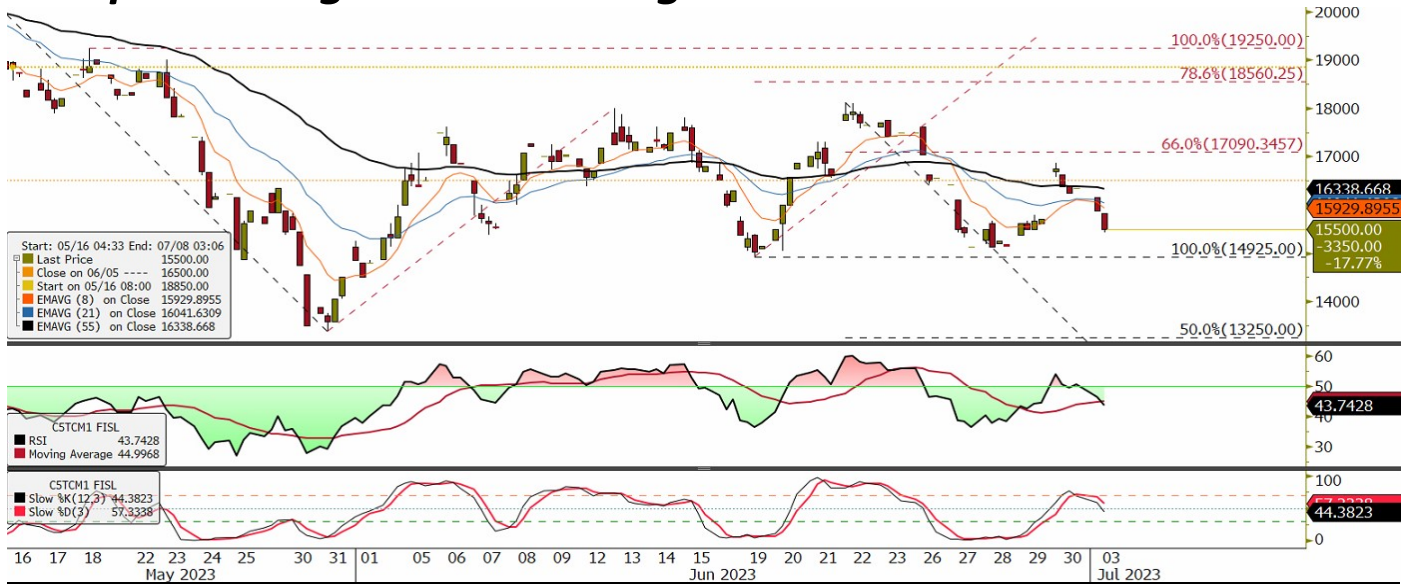 20000
100.0%(19250.00)
19000
78.6%(18560.25)
18000
66.0%(17090.3457)
17000
16338.668
15929.8955
15500.00
-3350.00
-17.77%
100.0%(14925.00)
14000
50.0%(13250.00)
Start: 05/16 04:33 End: 07/08 03:06
Last Price 15500.00
Close on 06/05 ---- 16500.00
Start on 05/16 08:00 18850.00
EMAVG (8) on Close 15929.8955
EMAVG (21) on Close 16041.6309
EMAVG (55) on Close 16338.668
60
50
43.7428
30
C5TCM1 FISL
RSI 43.7428
Moving Average 44.9968
100
44.3823
0
C5TCM1 FISL
Slow %K(12,3) 44.3823
Slow %D(3) 57.3338
16 17 18 22 23 24 25 30 31 01 05 06 07 08 09 12 13 14 15 19 20 21 22 23 26 27 28 29 30 03
May 2023 Jun 2023 Jul 2023